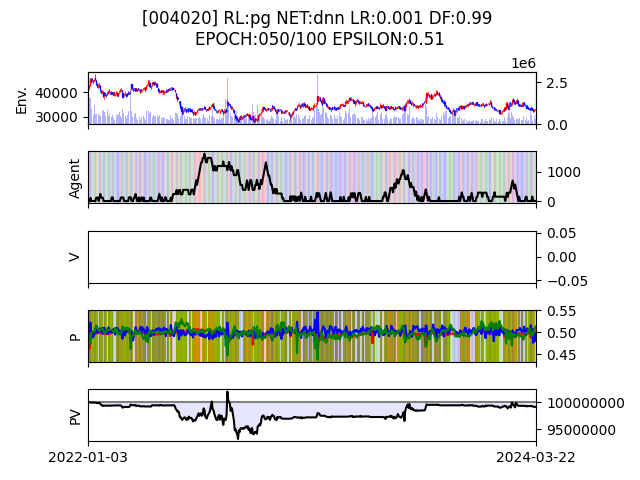 [004020] RL:pg NET:dnn LR:0.001 DF:0.99
EPOCH:050/100 EPSILON:0.51
1e6
Env.
40000
30000
2.5
0.0
Agent
1000
0
V
0.05
0.00
−0.05
P
0.55
0.50
0.45
PV
100000000
95000000
2022-01-03
2024-03-22